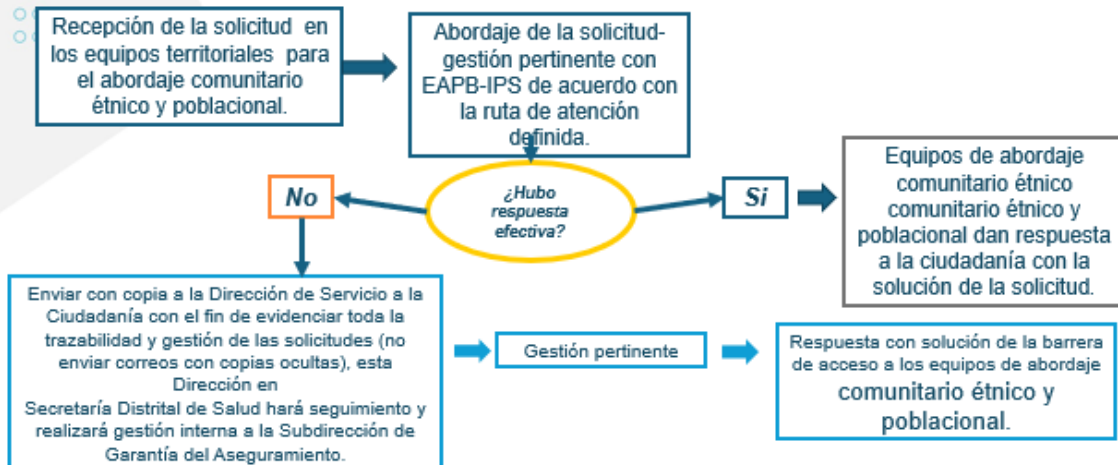 Recepción de la solicitud en
los equipos territoriales para
el abordaje comunitario
étnico y poblacional.
Abordaje de la solicitud-
gestión pertinente con
EAPB-IPS de acuerdo con
la ruta de atención
definida.
¿Hubo
respuesta
efectiva?
No
Si
Equipos de abordaje
comunitario étnico
comunitario étnico y
poblacional dan respuesta
a la ciudadanía con la
solución de la solicitud.
Enviar con copia a la Dirección de Servicio a la
Ciudadanía con el fin de evidenciar toda la
trazabilidad y gestión de las solicitudes (no
enviar correos con copias ocultas), esta
Dirección en
Secretaría Distrital de Salud hará seguimiento y
realizará gestión interna a la Subdirección de
Garantía del Aseguramiento.
Gestión pertinente
Respuesta con solución de la barrera
de acceso a los equipos de abordaje
comunitario étnico y
poblacional.